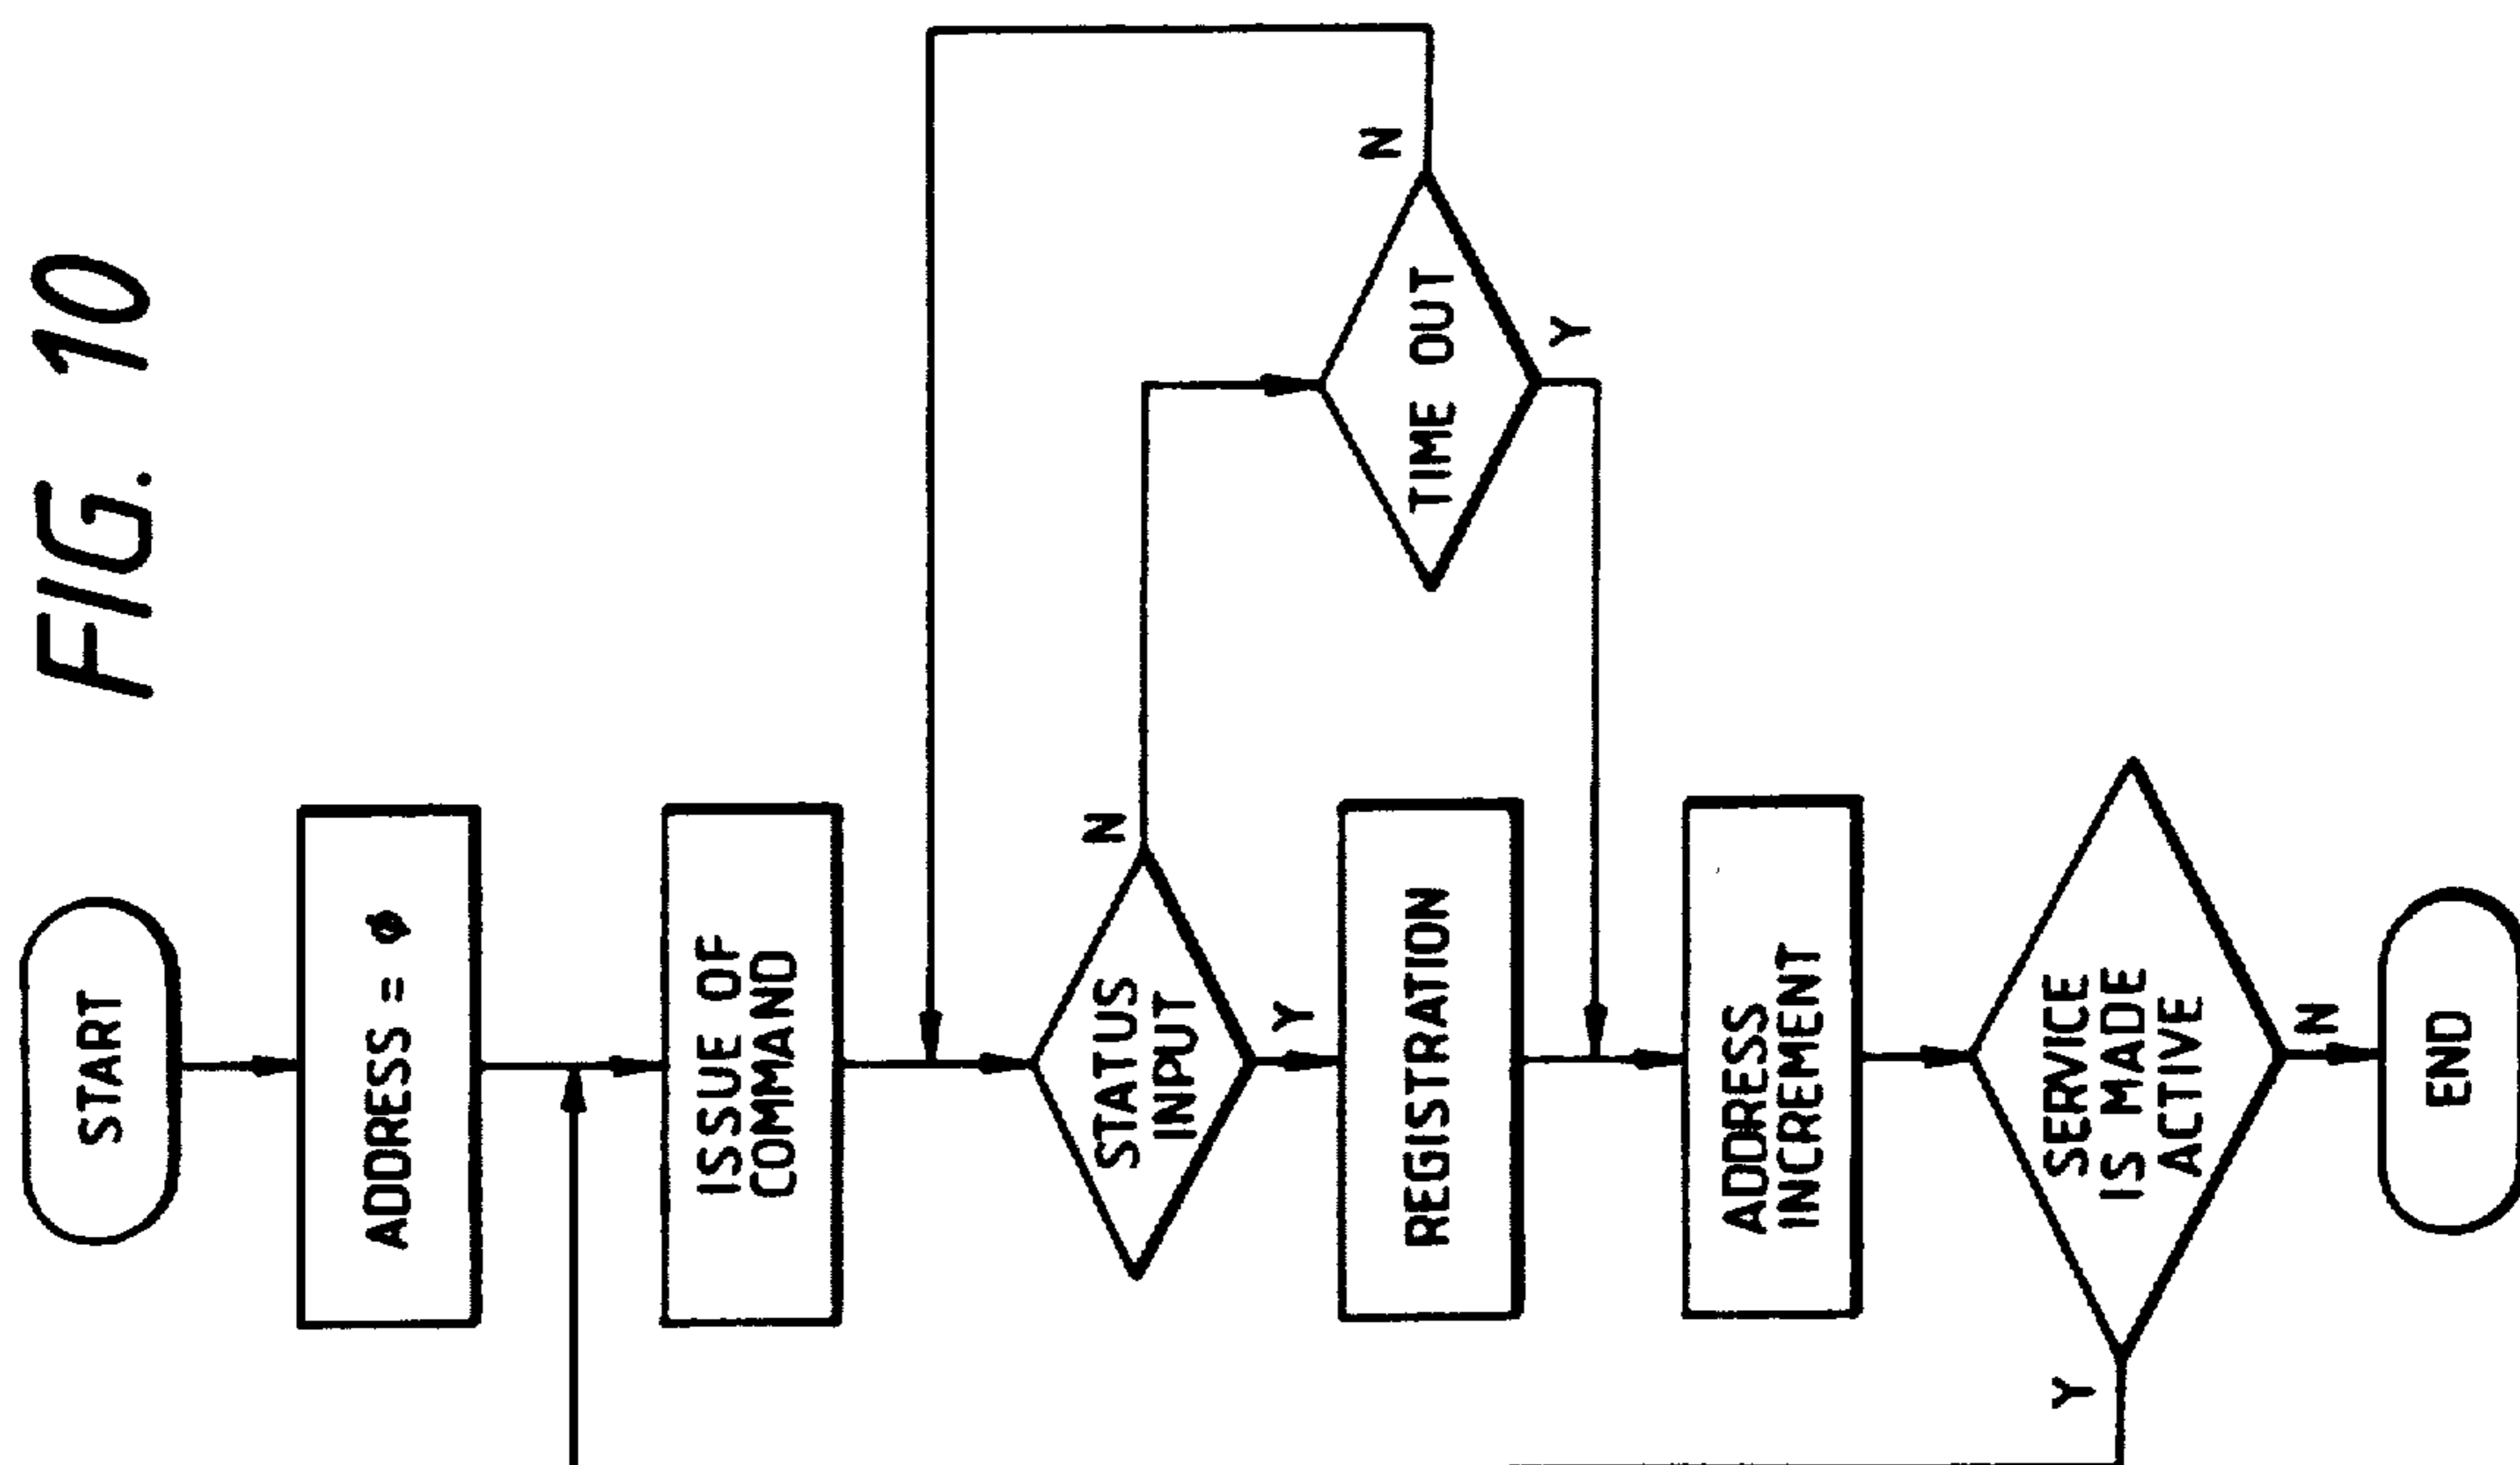 FIG. 10
START
ADDRESS = φ
ISSUE OF
COMMAND
STATUS
INPUT
N
Y
TIME OUT
N
Y
REGISTRATION
ADDRESS
INCREMENT
SERVICE
IS MADE
ACTIVE
Y
N
END